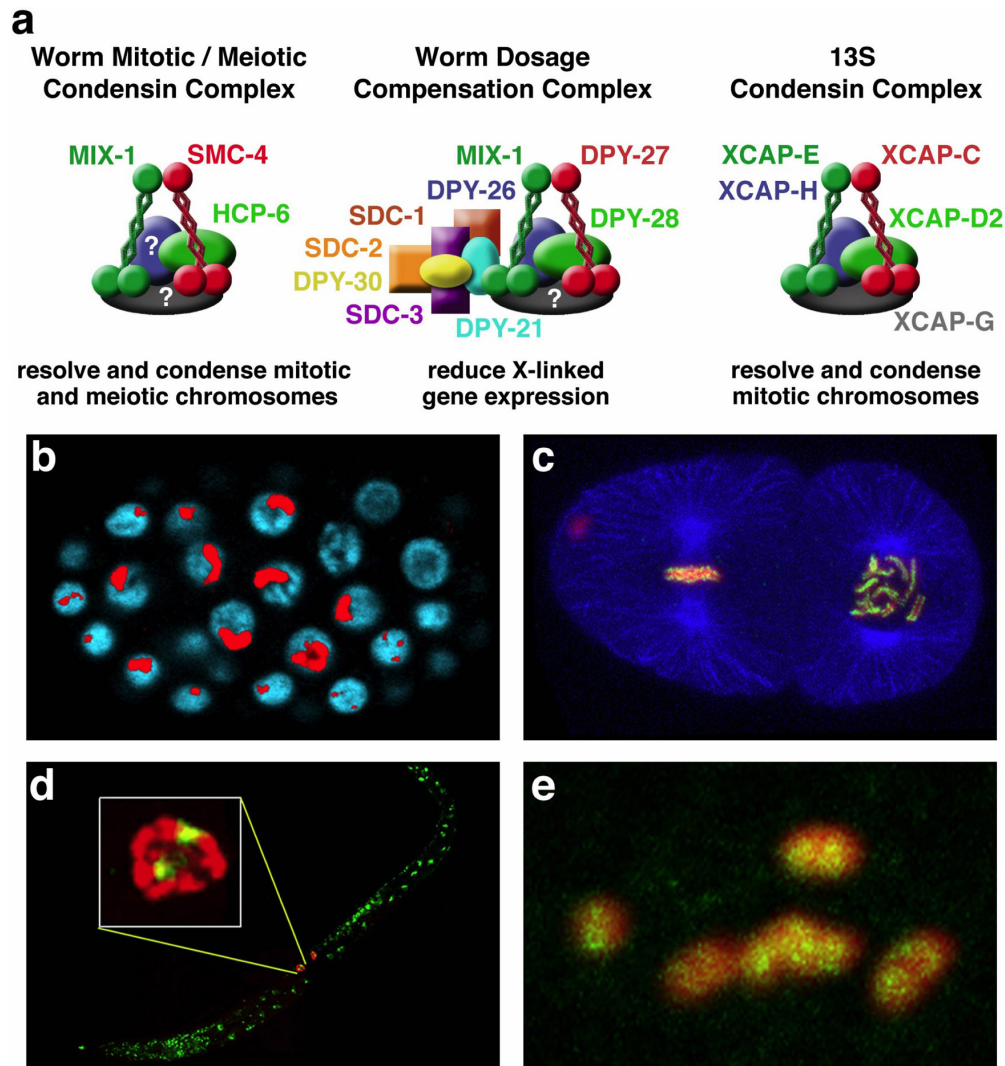 a
Worm Mitotic / Meiotic
Condensin Complex
MIX-1
SMC-4
HCP-6
?
?
resolve and condense mitotic
and meiotic chromosomes
Worm Dosage
Compensation Complex
MIX-1
DPY-27
DPY-26
SDC-1
DPY-28
SDC-2
DPY-30
?
SDC-3
DPY-21
reduce X-linked
gene expression
13S
Condensin Complex
XCAP-E
XCAP-C
XCAP-H
XCAP-D2
XCAP-G
resolve and condense
mitotic chromosomes
b
c
d
e